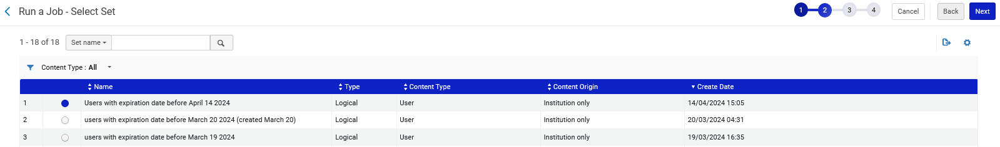 Run a Job - Select Set
1 2 3 4 Cancel Back Next
1 - 18 of 18 Set name
Content Type : All
Name Type Content Type Content Origin Create Date
1 Users with expiration date before April 14 2024 Logical User Institution only 14/04/2024 15:05
2 users with expiration date before March 20 2024 (created March 20) Logical User Institution only 20/03/2024 04:31
3 users with expiration date before March 19 2024 Logical User Institution only 19/03/2024 16:35